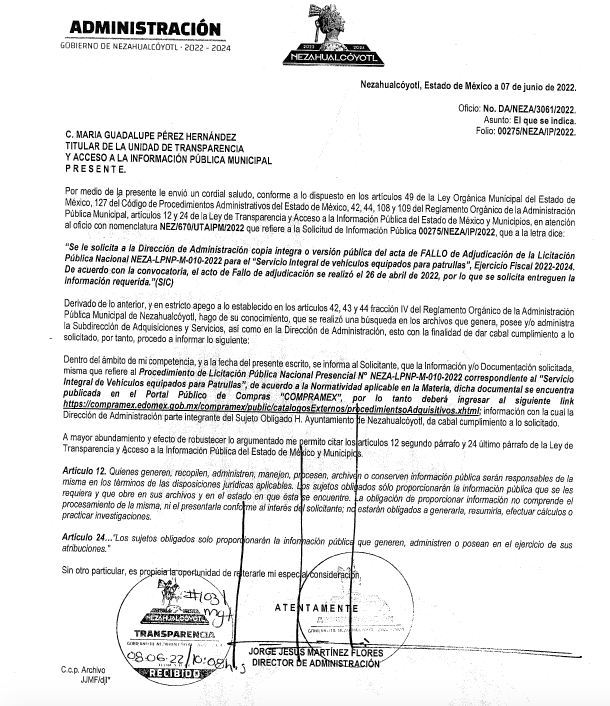 ADMINISTRACIÓN
GOBIERNO DE NEZAHUALCÓYOTL · 2022 - 2024
2022 2024
NEZAHUALCÓYOTL
Nezahualcóyotl, Estado de México a 07 de junio de 2022.
Oficio: No. DA/NEZA/3061/2022.
Asunto: El que se indica.
Folio: 00275/NEZA/IP/2022.
C. MARIA GUADALUPE PÉREZ HERNÁNDEZ
TITULAR DE LA UNIDAD DE TRANSPARENCIA
Y ACCESO A LA INFORMACIÓN PÚBLICA MUNICIPAL
P R E S E N T E.
Por medio de la presente le envió un cordial saludo, conforme a lo dispuesto en los artículos 49 de la Ley Orgánica Municipal del Estado de
México, 127 del Código de Procedimientos Administrativos del Estado de México, 42, 44, 108 y 109 del Reglamento Orgánico de la Administración
Pública Municipal, artículos 12 y 24 de la Ley de Transparencia y Acceso a la Información Pública del Estado de México y Municipios, en atención
al oficio con nomenclatura NEZ/670/UTAIPM/2022 que refiere a la Solicitud de Información Pública 00275/NEZA/IP/2022, que a la letra dice:
"Se le solicita a la Dirección de Administración copia integra o versión pública del acta de FALLO de Adjudicación de la Licitación
Pública Nacional NEZA-LPNP-M-010-2022 para el "Servicio Integral de vehículos equipados para patrullas", Ejercicio Fiscal 2022-2024.
De acuerdo con la convocatoria, el acto de Fallo de adjudicación se realizó el 26 de abril de 2022, por lo que se solicita entreguen la
información requerida."(SIC)
Derivado de lo anterior, y en estricto apego a lo establecido en los artículos 42, 43 y 44 fracción IV del Reglamento Orgánico de la Administración
Pública Municipal de Nezahualcóyotl, hago de su conocimiento, que se realizó una búsqueda en los archivos que genera, posee y/o administra
la Subdirección de Adquisiciones y Servicios, así como en la Dirección de Administración, esto con la finalidad de dar cabal cumplimiento a lo
solicitado, por tanto, procedo a informar lo siguiente:
Dentro del ámbito de mi competencia, y a la fecha del presente escrito, se informa al Solicitante, que la Información y/o Documentación solicitada,
misma que refiere al Procedimiento de Licitación Pública Nacional Presencial N° NEZA-LPNP-M-010-2022 correspondiente al "Servicio
Integral de Vehículos equipados para Patrullas", de acuerdo a la Normatividad aplicable en la Materia, dicha documental se encuentra
publicada en el Portal Público de Compras "COMPRAMEX", por lo tanto deberá ingresar al siguiente link
https://compramex.edomex.gob.mx/compramex/public/catalogosExternos/procedimientosAdquisitivos.xhtml; información con la cual la
Dirección de Administración parte integrante del Sujeto Obligado H. Ayuntamiento de Nezahualcóyotl, da cabal cumplimiento a lo solicitado.
A mayor abundamiento y efecto de robustecer lo argumentado me permito citar los artículos 12 segundo párrafo y 24 último párrafo de la Ley de
Transparencia y Acceso a la Información Pública del Estado de México y Municipios.
Artículo 12. Quienes generen, recopilen, administren, manejen, procesen, archiven o conserven información pública serán responsables de la
misma en los términos de las disposiciones jurídicas aplicables. Los sujetos obligados sólo proporcionarán la información pública que se les
requiera y que obre en sus archivos y en el estado en que ésta se encuentre. La obligación de proporcionar información no comprende el
procesamiento de la misma, ni el presentarla conforme al interés del solicitante; no estarán obligados a generarla, resumirla, efectuar cálculos o
practicar investigaciones.
Artículo 24..."Los sujetos obligados solo proporcionarán la información pública que generen, administren o posean en el ejercicio de sus
atribuciones."
Sin otro particular, es propicia la oportunidad de reiterarle mi especial consideración.
#1031
NEZAHUALCÓYOTL
TRANSPARENCIA
08-06-22/10:09hrs
RECIBIDO
A T E N T A M E N T E
ADMINISTRACIÓN
JORGE JESÚS MARTÍNEZ FLORES
DIRECTOR DE ADMINISTRACIÓN
C.c.p. Archivo
JJMF/djl*